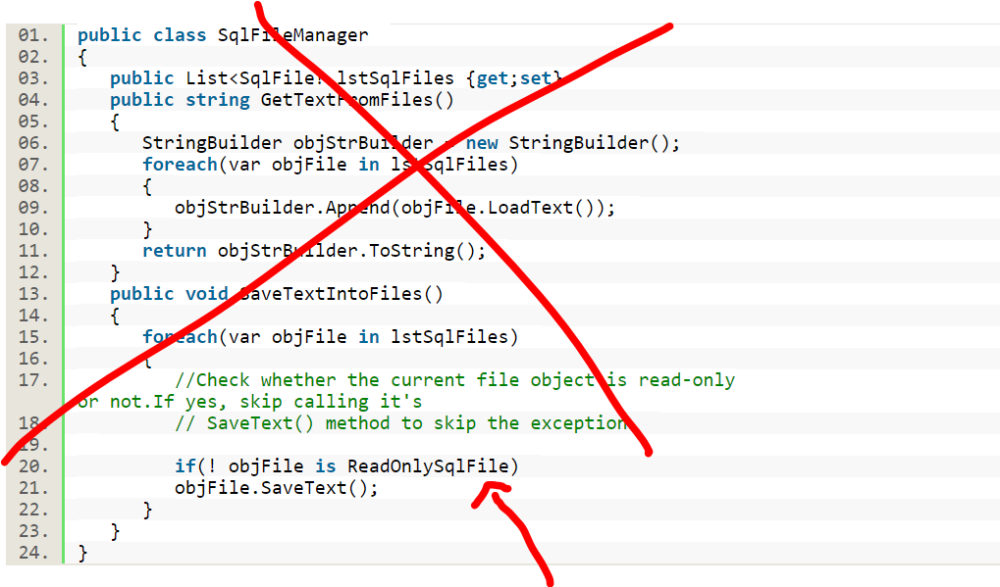 01. public class SqlFileManager
02. {
03. public List<SqlFile> lstSqlFiles {get;set}
04. public string GetTextFromFiles()
05. {
06. StringBuilder objStrBuilder = new StringBuilder();
07. foreach(var objFile in lstSqlFiles)
08. {
09. objStrBuilder.Append(objFile.LoadText());
10. }
11. return objStrBuilder.ToString();
12. }
13. public void SaveTextIntoFiles()
14. {
15. foreach(var objFile in lstSqlFiles)
16. {
17. //Check whether the current file object is read-only
or not.If yes, skip calling it's
18. // SaveText() method to skip the exception
19.
20. if(! objFile is ReadOnlySqlFile)
21. objFile.SaveText();
22. }
23. }
24. }